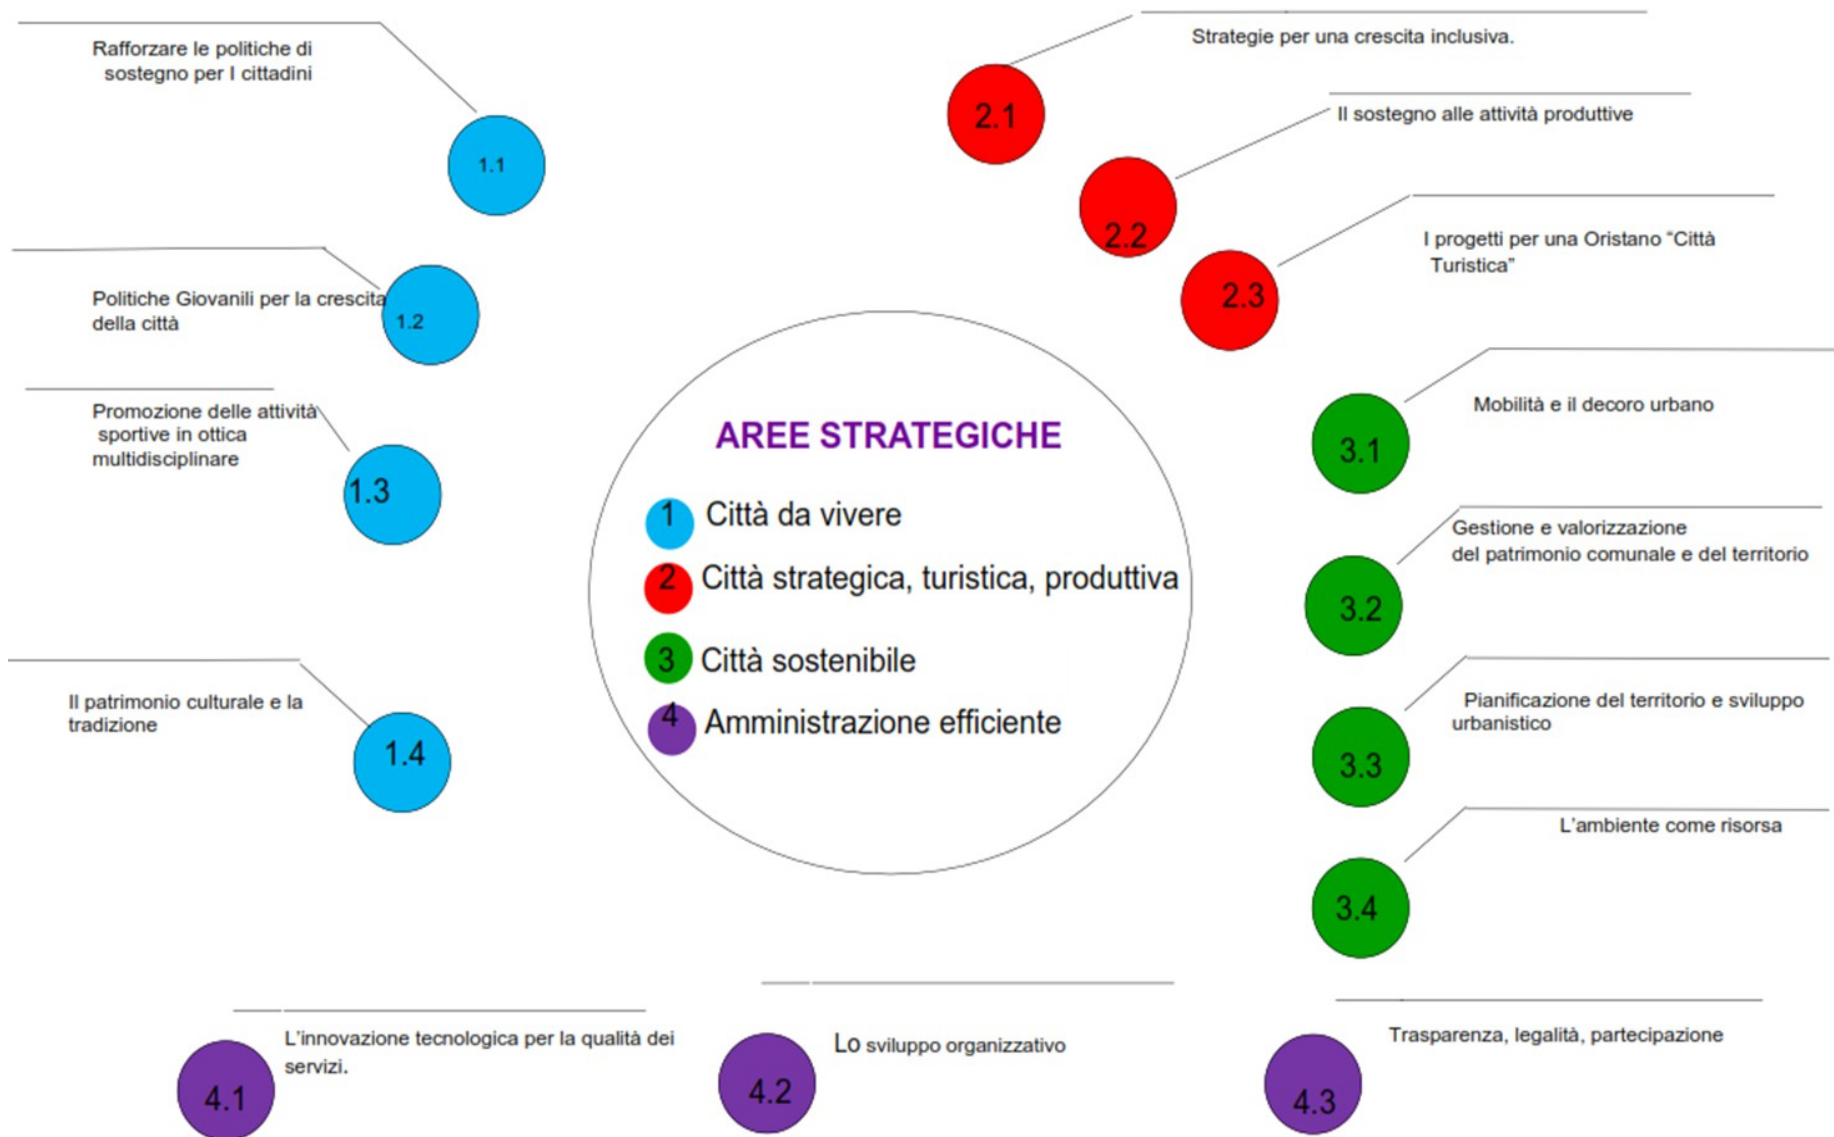 Rafforzare le politiche di
sostegno per I cittadini
1.1
Politiche Giovanili per la crescita
della città
1.2
Promozione delle attività
sportive in ottica
multidisciplinare
1.3
Il patrimonio culturale e la
tradizione
1.4
Strategie per una crescita inclusiva.
2.1
Il sostegno alle attività produttive
2.2
I progetti per una Oristano “Città
Turistica”
2.3
AREE STRATEGICHE
1 Città da vivere
2 Città strategica, turistica, produttiva
3 Città sostenibile
4 Amministrazione efficiente
Mobilità e il decoro urbano
3.1
Gestione e valorizzazione
del patrimonio comunale e del territorio
3.2
Pianificazione del territorio e sviluppo
urbanistico
3.3
L’ambiente come risorsa
3.4
L’innovazione tecnologica per la qualità dei
servizi.
4.1
Lo sviluppo organizzativo
4.2
Trasparenza, legalità, partecipazione
4.3